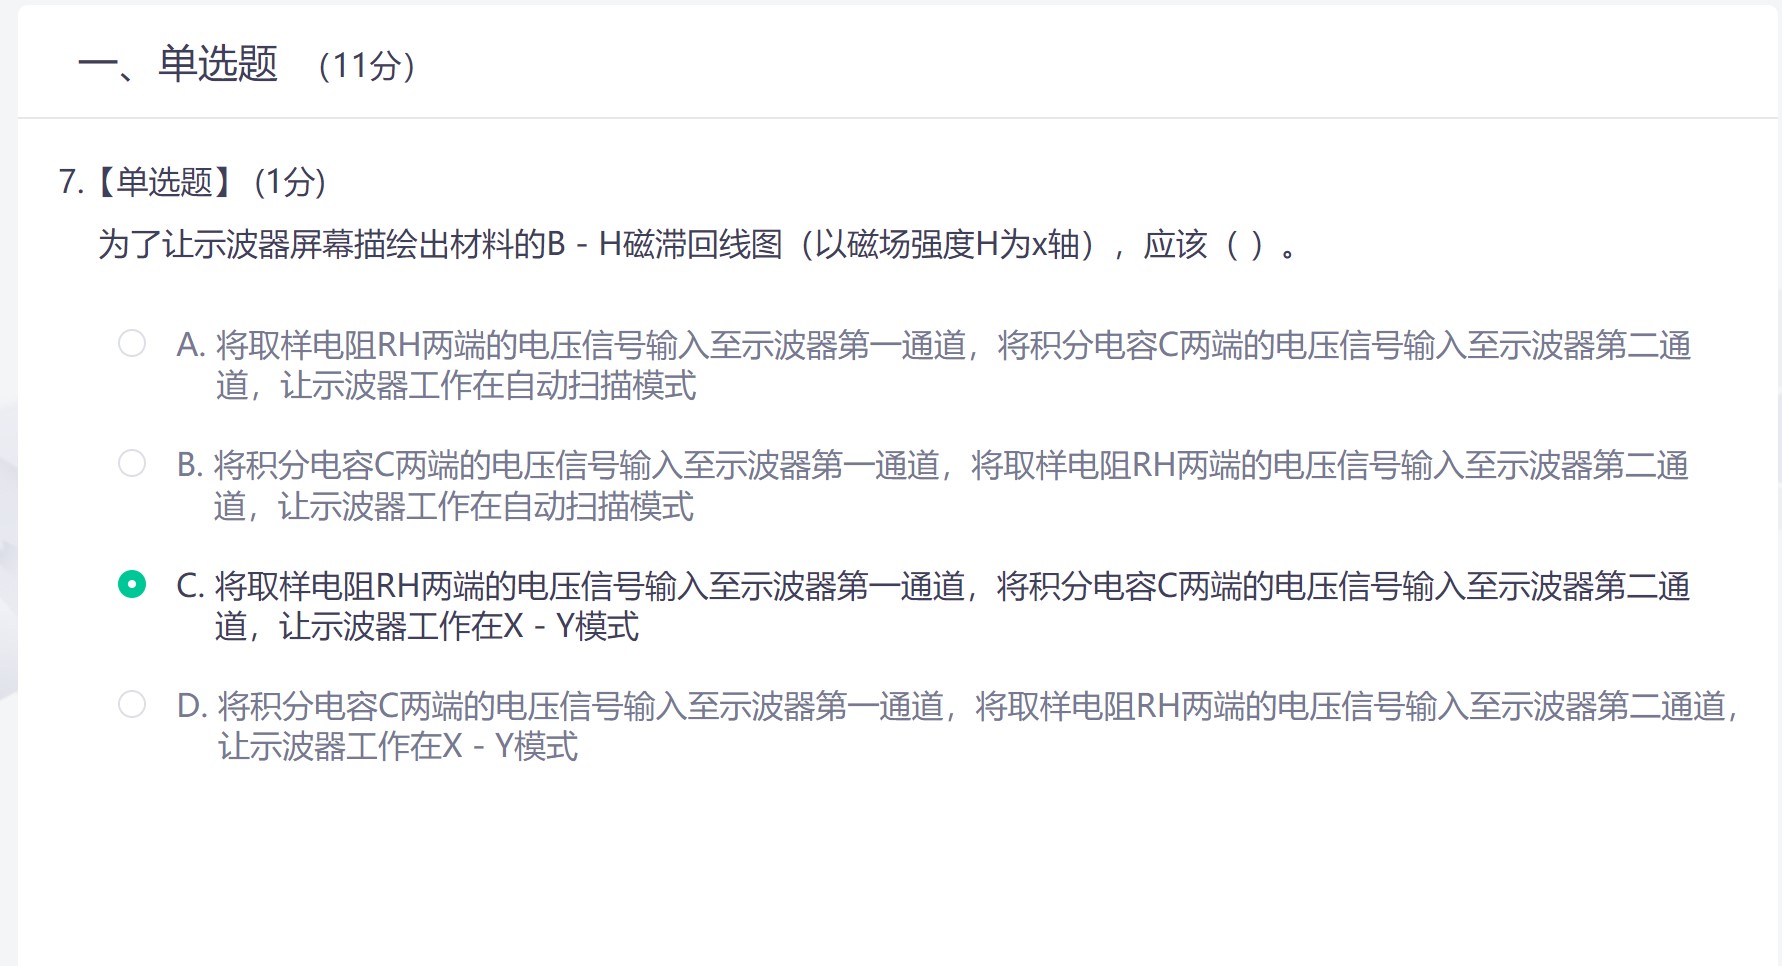 一、单选题 （11分）
7.【单选题】 (1分)
为了让示波器屏幕描绘出材料的B - H磁滞回线图（以磁场强度H为x轴），应该（ ）。
A. 将取样电阻RH两端的电压信号输入至示波器第一通道，将积分电容C两端的电压信号输入至示波器第二通
道，让示波器工作在自动扫描模式
B. 将积分电容C两端的电压信号输入至示波器第一通道，将取样电阻RH两端的电压信号输入至示波器第二通
道，让示波器工作在自动扫描模式
C. 将取样电阻RH两端的电压信号输入至示波器第一通道，将积分电容C两端的电压信号输入至示波器第二通
道，让示波器工作在X - Y模式
D. 将积分电容C两端的电压信号输入至示波器第一通道，将取样电阻RH两端的电压信号输入至示波器第二通道，
让示波器工作在X - Y模式